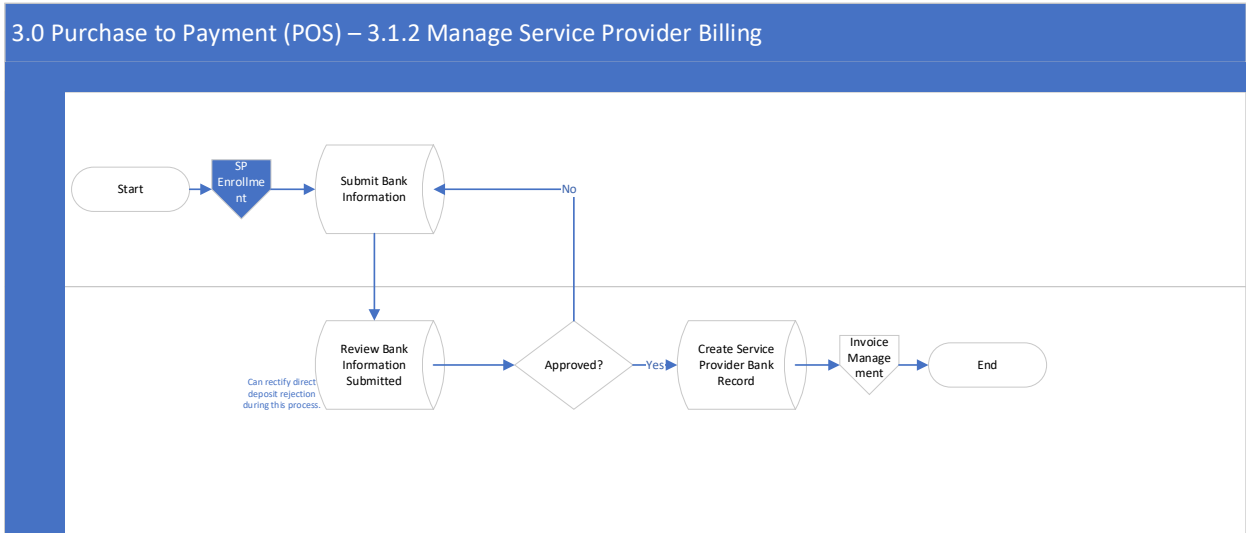 3.0 Purchase to Payment (POS) – 3.1.2 Manage Service Provider Billing
Start
SP
Enrollme
nt
Submit Bank
Information
No
Review Bank
Information
Submitted
Can rectify direct
deposit rejection
during this process.
Approved?
Yes
Create Service
Provider Bank
Record
Invoice
Manage
ment
End